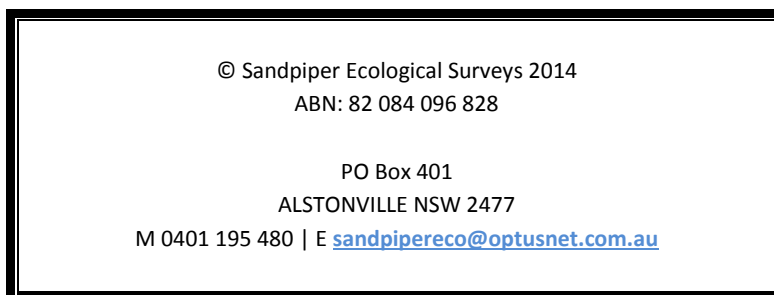 © Sandpiper Ecological Surveys 2014
ABN: 82 084 096 828
PO Box 401
ALSTONVILLE NSW 2477
M 0401 195 480 | E sandpipereco@optusnet.com.au